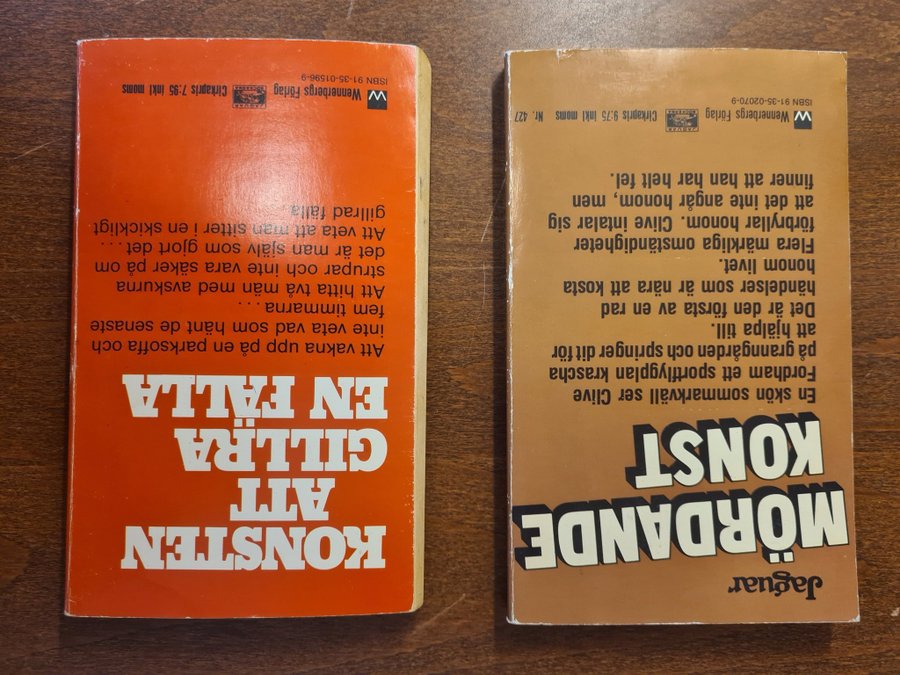 Jaguar
MÖRDANDE
KONST
En skön sommarkväll ser Clive
Fordham ett sportflygplan krascha
på granngården och springer dit för
att hjälpa till.
Det är den första av en rad
händelser som är nära att kosta
honom livet.
Flera märkliga omständigheter
förbryllar honom. Clive intalar sig
att det inte angår honom, men
finner att han har helt fel.
W Wennerbergs Förlag JAGUAR Cirkapris 9:75 inkl moms Nr. 427
ISBN 91-35-02070-9
KONSTEN
ATT
GILLRA
EN FÄLLA
Att vakna upp på en parksoffa och
inte veta vad som hänt de senaste
fem timmarna ...
Att hitta två män med avskurna
strupar och inte vara säker på om
det är man själv som gjort det ....
Att veta att man sitter i en skickligt
gillrad fälla ...
W Wennerbergs Förlag JAGUAR Cirkapris 7:95 inkl moms
ISBN 91-35-01596-9